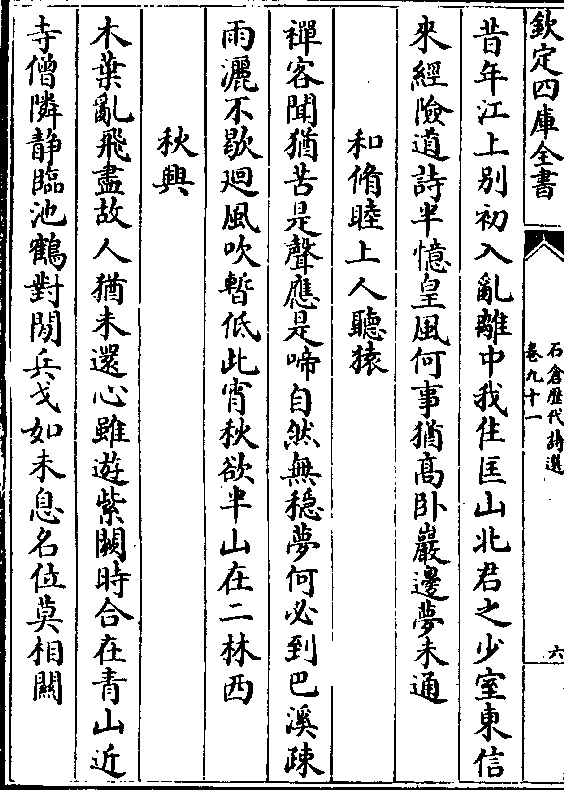 欽定四庫全書
石倉歴代詩選
卷九十一
六
昔年江上别初入亂離中我住匡山北君之少室東信
來經險道詩半憶皇風何事猶髙卧巖邊夢未通
和脩睦上人聽猿
禪客聞猶苦是聲應是啼自然無穏夢何必到巴溪疎
雨灑不歇廻風吹暫低此宵秋欲半山在二林西
秋興
木葉亂飛盡故人猶未還心雖遊紫闕時合在青山近
寺僧隣静臨池鶴對閒兵戈如未息名位莫相關